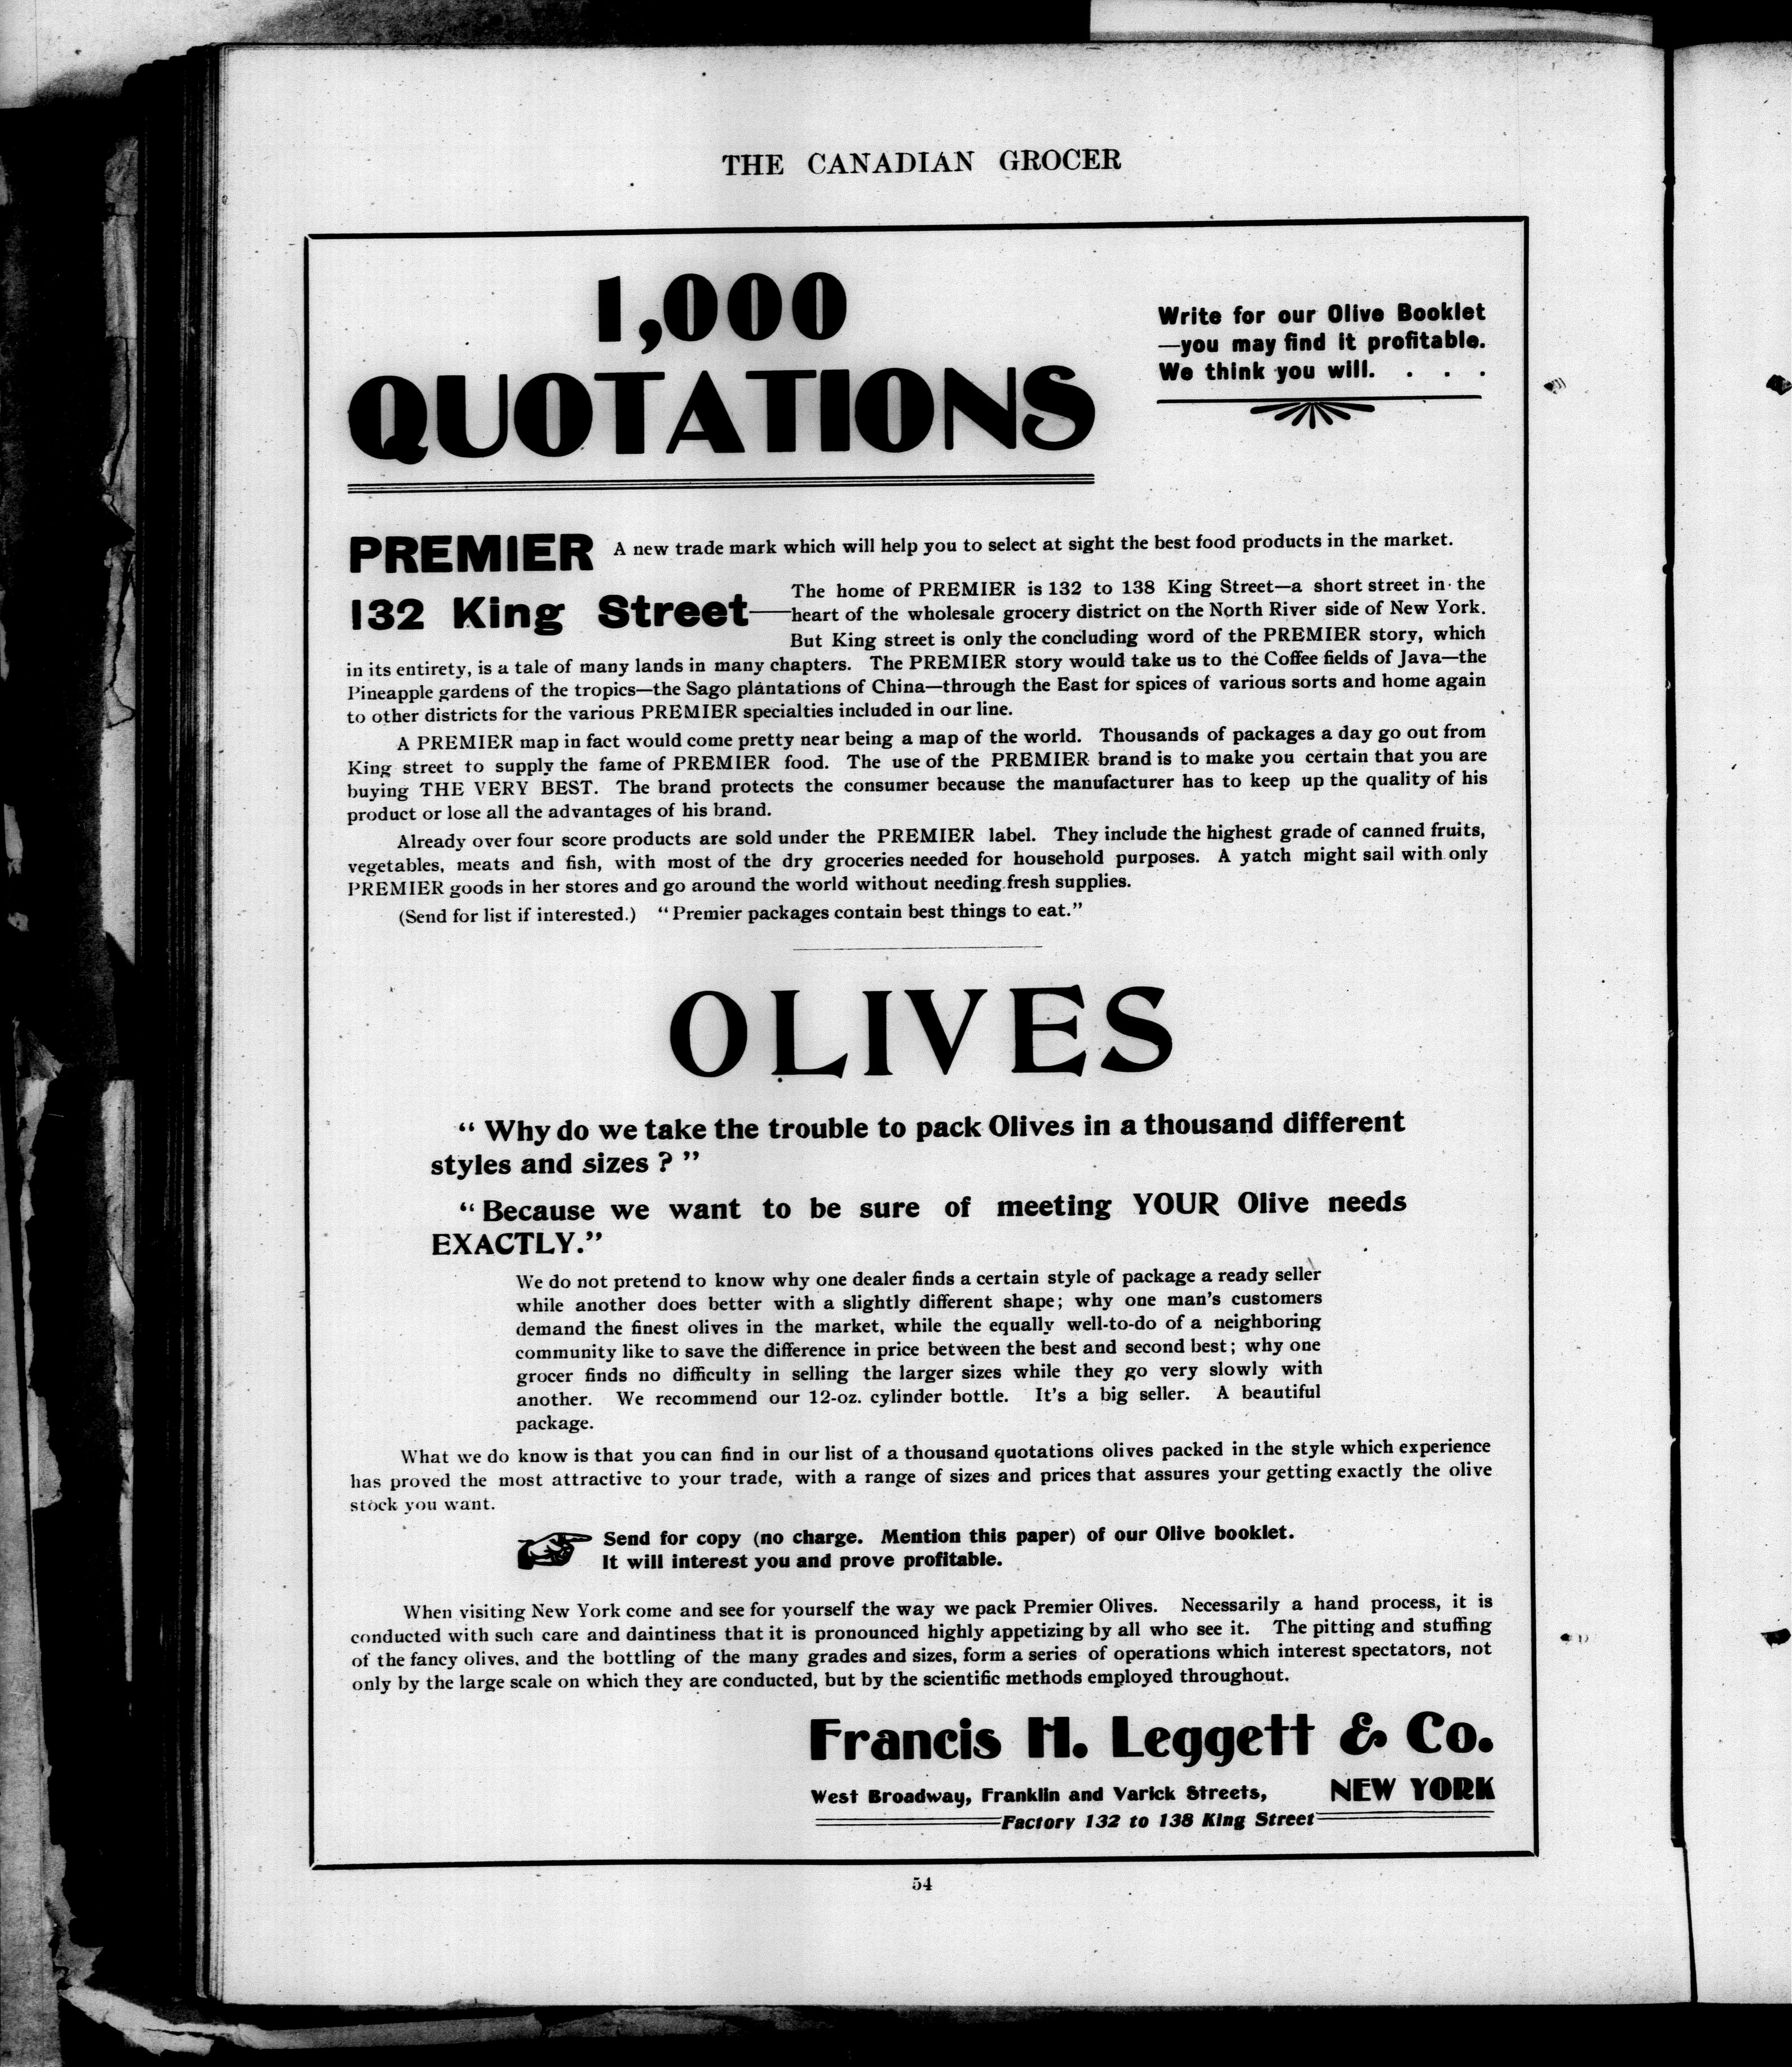 THE CANADIAN GROCER
1,000
QUOTATIONS
Write for our Olive Booklet
—you may find it profitable.
We think you will. . . .
PREMIER A new trade mark which will help you to select at sight the best food products in the market.
132 King Street—
The home of PREMIER is 132 to 138 King Street—a short street in the
heart of the wholesale grocery district on the North River side of New York.
But King street is only the concluding word of the PREMIER story, which
in its entirety, is a tale of many lands in many chapters. The PREMIER story would take us to the Coffee fields of Java—the
Pineapple gardens of the tropics—the Sago plantations of China—through the East for spices of various sorts and home again
to other districts for the various PREMIER specialties included in our line.
A PREMIER map in fact would come pretty near being a map of the world. Thousands of packages a day go out from
King street to supply the fame of PREMIER food. The use of the PREMIER brand is to make you certain that you are
buying THE VERY BEST. The brand protects the consumer because the manufacturer has to keep up the quality of his
product or lose all the advantages of his brand.
Already over four score products are sold under the PREMIER label. They include the highest grade of canned fruits,
vegetables, meats and fish, with most of the dry groceries needed for household purposes. A yatch might sail with only
PREMIER goods in her stores and go around the world without needing fresh supplies.
(Send for list if interested.) "Premier packages contain best things to eat."
OLIVES
"Why do we take the trouble to pack Olives in a thousand different
styles and sizes ?"
"Because we want to be sure of meeting YOUR Olive needs
EXACTLY."
We do not pretend to know why one dealer finds a certain style of package a ready seller
while another does better with a slightly different shape; why one man's customers
demand the finest olives in the market, while the equally well-to-do of a neighboring
community like to save the difference in price between the best and second best; why one
grocer finds no difficulty in selling the larger sizes while they go very slowly with
another. We recommend our 12-oz. cylinder bottle. It's a big seller. A beautiful
package.
What we do know is that you can find in our list of a thousand quotations olives packed in the style which experience
has proved the most attractive to your trade, with a range of sizes and prices that assures your getting exactly the olive
stock you want.
Send for copy (no charge. Mention this paper) of our Olive booklet.
It will interest you and prove profitable.
When visiting New York come and see for yourself the way we pack Premier Olives. Necessarily a hand process, it is
conducted with such care and daintiness that it is pronounced highly appetizing by all who see it. The pitting and stuffing
of the fancy olives, and the bottling of the many grades and sizes, form a series of operations which interest spectators, not
only by the large scale on which they are conducted, but by the scientific methods employed throughout.
Francis H. Leggett & Co.
West Broadway, Franklin and Varick Streets, NEW YORK
Factory 132 to 138 King Street
54